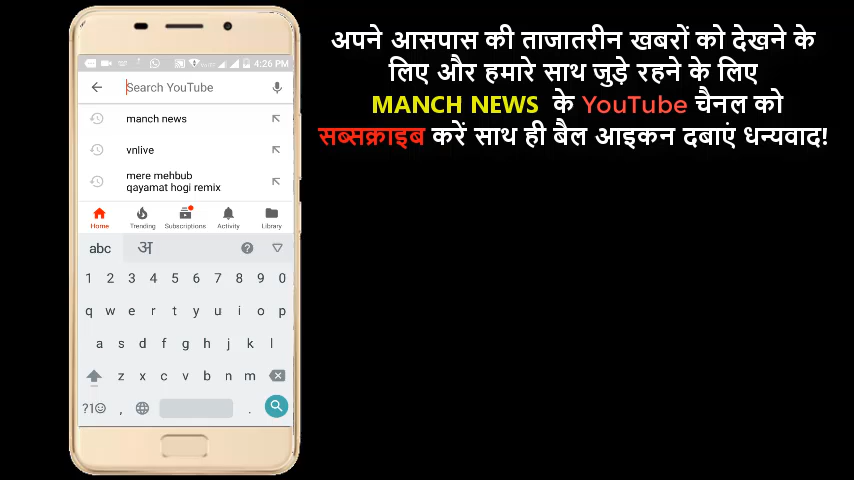 अपने आसपास की ताजातरीन खबरों को देखने के
लिए और हमारे साथ जुड़े रहने के लिए
MANCH NEWS के YouTube चैनल को
सब्सक्राइब करें साथ ही बैल आइकन दबाएं धन्यवाद!
4:26 PM
Search YouTube
manch news
vnlive
mere mehbub
qayamat hogi remix
Home Trending Subscriptions Activity Library
abc अ
1 2 3 4 5 6 7 8 9 0
q w e r t y u i o p
a s d f g h j k l
z x c v b n m
?1☺ , .